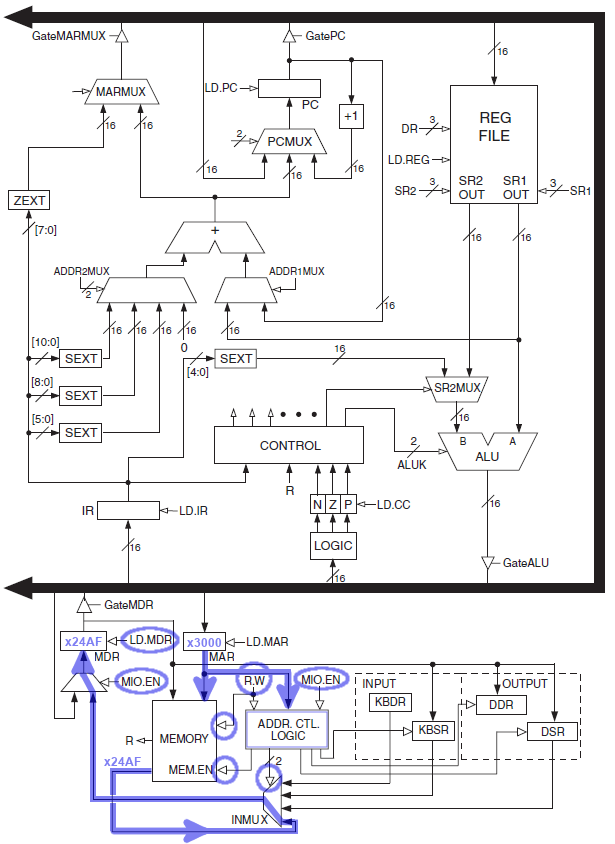 GateMARMUX
GatePC
16
MARMUX
LD.PC
PC
+1
REG
FILE
DR
3
LD.REG
SR2
3
SR2
OUT
SR1
OUT
3
SR1
16
16
2
PCMUX
16
16
16
ZEXT
[7:0]
+
16
16
ADDR2MUX
2
ADDR1MUX
16
[10:0]
SEXT
16
16
16
16
0
16
[4:0]
SEXT
16
[8:0]
SEXT
SR2MUX
[5:0]
SEXT
16
CONTROL
2
ALUK
B
A
ALU
R
IR
LD.IR
N Z P
LD.CC
16
16
LOGIC
GateALU
16
GateMDR
x24AF
LD.MDR
MDR
x3000
LD.MAR
MAR
MIO.EN
R.W
MIO.EN
INPUT
OUTPUT
KBDR
DDR
MEMORY
ADDR. CTL.
LOGIC
KBSR
DSR
R
x24AF
MEM.EN
2
INMUX